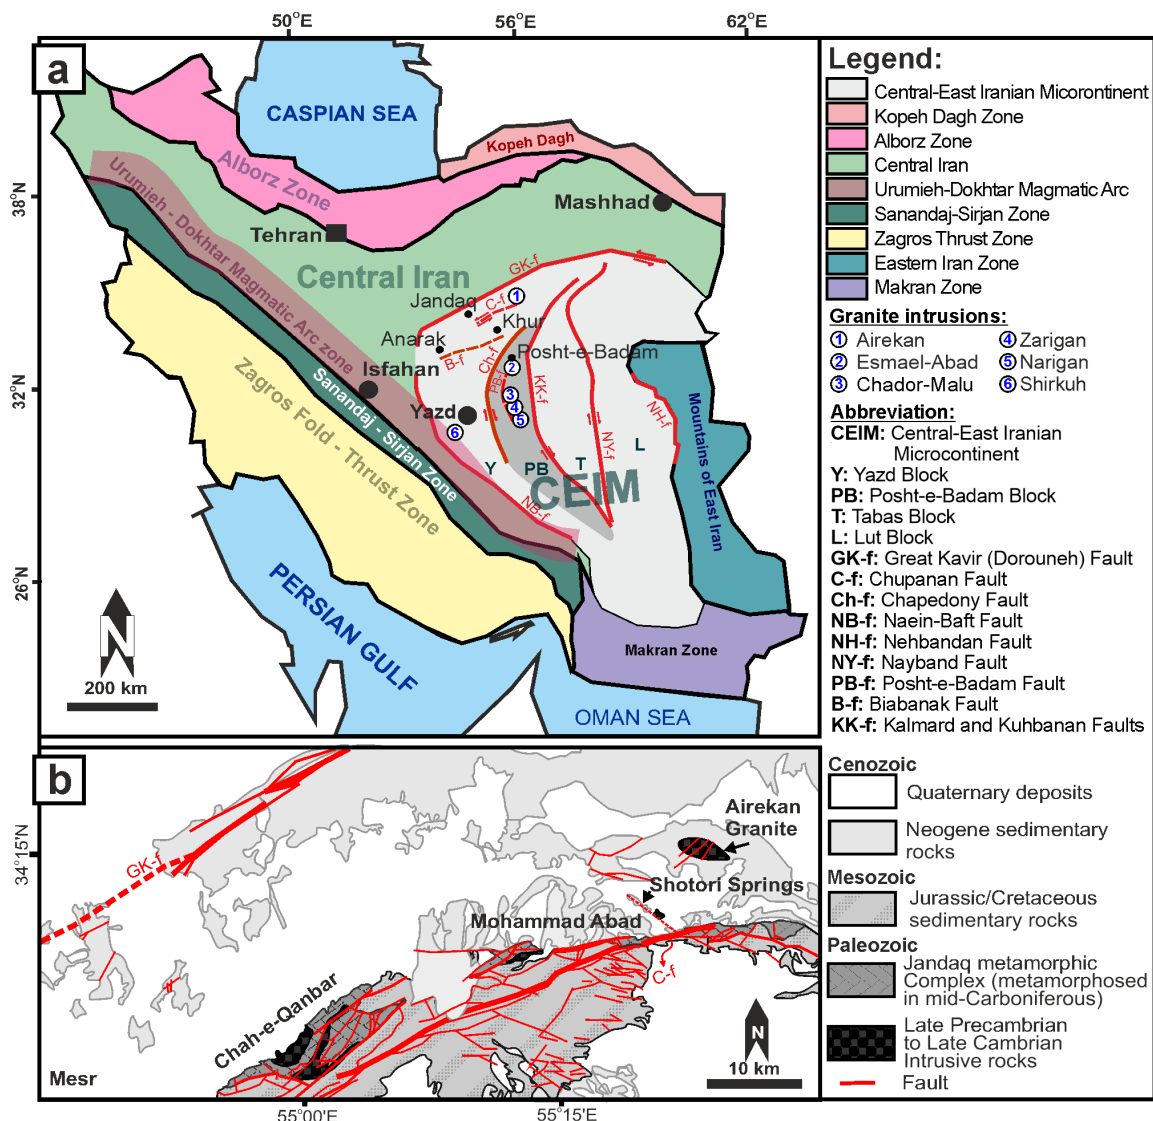 50°E
56°E
62°E
a
CASPIAN SEA
Kopeh Dagh
Alborz Zone
Urumieh - Dokhtar Magmatic Arc zone
Mashhad
38°N
Tehran
Central Iran
GK-f
Jandaq
C-f
1
Khur
Anarak
B-f
Ch-f
Posht-e-Badam
2
Isfahan
PB-f
KK-f
3
4
5
Yazd
6
32°N
Zagros Fold - Thrust Zone
Sanandaj - Sirjan Zone
NH-f
NY-f
L
Mountains of East Iran
Y
PB
T
CEIM
NB-f
26°N
PERSIAN GULF
N
200 km
Makran Zone
OMAN SEA
Legend:
Central-East Iranian Micorontinent
Kopeh Dagh Zone
Alborz Zone
Central Iran
Urumieh-Dokhtar Magmatic Arc
Sanandaj-Sirjan Zone
Zagros Thrust Zone
Eastern Iran Zone
Makran Zone
Granite intrusions:
1 Airekan
4 Zarigan
2 Esmael-Abad
5 Narigan
3 Chador-Malu
6 Shirkuh
Abbreviation:
CEIM: Central-East Iranian
Microcontinent
Y: Yazd Block
PB: Posht-e-Badam Block
T: Tabas Block
L: Lut Block
GK-f: Great Kavir (Dorouneh) Fault
C-f: Chupanan Fault
Ch-f: Chapedony Fault
NB-f: Naein-Baft Fault
NH-f: Nehbandan Fault
NY-f: Nayband Fault
PB-f: Posht-e-Badam Fault
B-f: Biabanak Fault
KK-f: Kalmard and Kuhbanan Faults
b
Airekan
Granite
34°15'N
GK-f
Shotori Springs
Mohammad Abad
C-f
Chah-e-Qanbar
N
Mesr
10 km
55°00'E
55°15'E
Cenozoic
Quaternary deposits
Neogene sedimentary
rocks
Mesozoic
Jurassic/Cretaceous
sedimentary rocks
Paleozoic
Jandaq metamorphic
Complex (metamorphosed
in mid-Carboniferous)
Late Precambrian
to Late Cambrian
Intrusive rocks
Fault